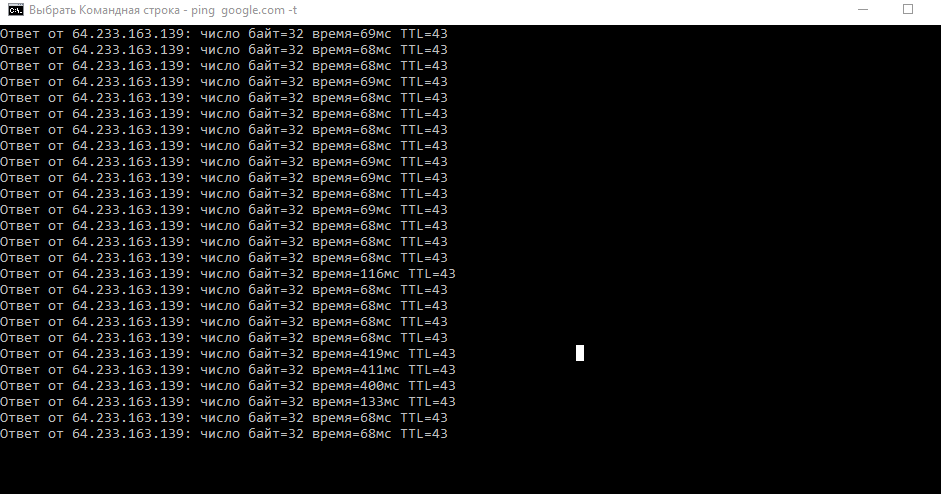 Выбрать Командная строка - ping google.com -t
Ответ от 64.233.163.139: число байт=32 время=69мс TTL=43
Ответ от 64.233.163.139: число байт=32 время=68мс TTL=43
Ответ от 64.233.163.139: число байт=32 время=68мс TTL=43
Ответ от 64.233.163.139: число байт=32 время=69мс TTL=43
Ответ от 64.233.163.139: число байт=32 время=68мс TTL=43
Ответ от 64.233.163.139: число байт=32 время=68мс TTL=43
Ответ от 64.233.163.139: число байт=32 время=68мс TTL=43
Ответ от 64.233.163.139: число байт=32 время=68мс TTL=43
Ответ от 64.233.163.139: число байт=32 время=69мс TTL=43
Ответ от 64.233.163.139: число байт=32 время=69мс TTL=43
Ответ от 64.233.163.139: число байт=32 время=68мс TTL=43
Ответ от 64.233.163.139: число байт=32 время=69мс TTL=43
Ответ от 64.233.163.139: число байт=32 время=68мс TTL=43
Ответ от 64.233.163.139: число байт=32 время=68мс TTL=43
Ответ от 64.233.163.139: число байт=32 время=68мс TTL=43
Ответ от 64.233.163.139: число байт=32 время=116мс TTL=43
Ответ от 64.233.163.139: число байт=32 время=68мс TTL=43
Ответ от 64.233.163.139: число байт=32 время=68мс TTL=43
Ответ от 64.233.163.139: число байт=32 время=68мс TTL=43
Ответ от 64.233.163.139: число байт=32 время=68мс TTL=43
Ответ от 64.233.163.139: число байт=32 время=419мс TTL=43
Ответ от 64.233.163.139: число байт=32 время=411мс TTL=43
Ответ от 64.233.163.139: число байт=32 время=400мс TTL=43
Ответ от 64.233.163.139: число байт=32 время=133мс TTL=43
Ответ от 64.233.163.139: число байт=32 время=68мс TTL=43
Ответ от 64.233.163.139: число байт=32 время=68мс TTL=43